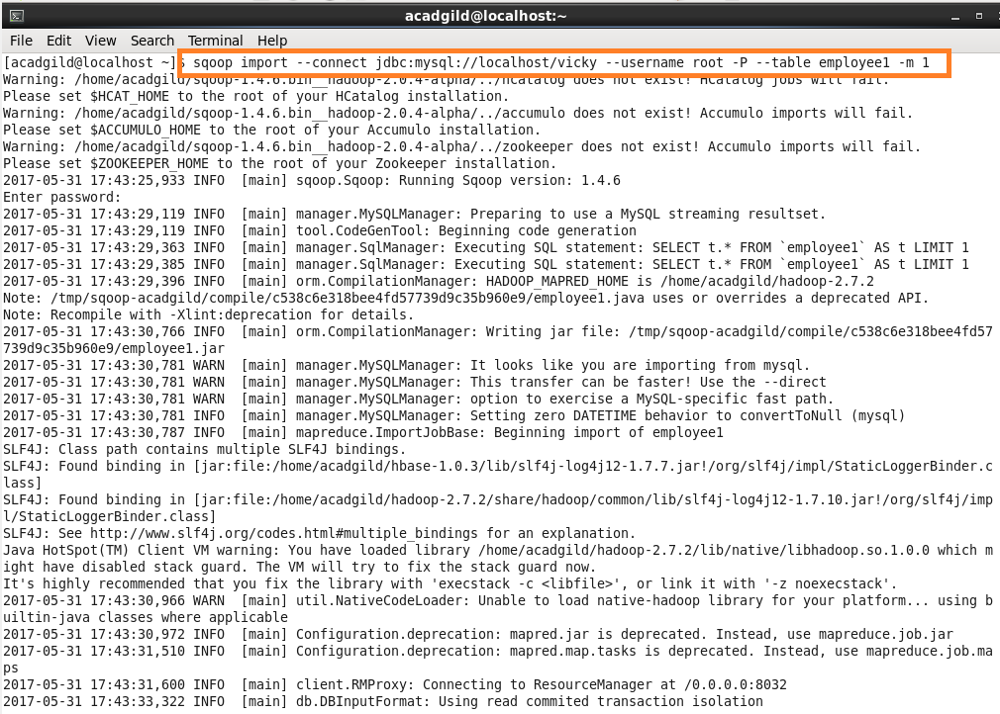 acadgild@localhost:~
File Edit View Search Terminal Help
[acadgild@localhost ~]$ sqoop import --connect jdbc:mysql://localhost/vicky --username root -P --table employee1 -m 1
Warning: /home/acadgild/sqoop-1.4.6.bin__hadoop-2.0.4-alpha/../hcatalog does not exist! HCatalog jobs will fail.
Please set $HCAT_HOME to the root of your HCatalog installation.
Warning: /home/acadgild/sqoop-1.4.6.bin__hadoop-2.0.4-alpha/../accumulo does not exist! Accumulo imports will fail.
Please set $ACCUMULO_HOME to the root of your Accumulo installation.
Warning: /home/acadgild/sqoop-1.4.6.bin__hadoop-2.0.4-alpha/../zookeeper does not exist! Accumulo imports will fail.
Please set $ZOOKEEPER_HOME to the root of your Zookeeper installation.
2017-05-31 17:43:25,933 INFO  [main] sqoop.Sqoop: Running Sqoop version: 1.4.6
Enter password:
2017-05-31 17:43:29,119 INFO  [main] manager.MySQLManager: Preparing to use a MySQL streaming resultset.
2017-05-31 17:43:29,119 INFO  [main] tool.CodeGenTool: Beginning code generation
2017-05-31 17:43:29,363 INFO  [main] manager.SqlManager: Executing SQL statement: SELECT t.* FROM `employee1` AS t LIMIT 1
2017-05-31 17:43:29,385 INFO  [main] manager.SqlManager: Executing SQL statement: SELECT t.* FROM `employee1` AS t LIMIT 1
2017-05-31 17:43:29,396 INFO  [main] orm.CompilationManager: HADOOP_MAPRED_HOME is /home/acadgild/hadoop-2.7.2
Note: /tmp/sqoop-acadgild/compile/c538c6e318bee4fd57739d9c35b960e9/employee1.java uses or overrides a deprecated API.
Note: Recompile with -Xlint:deprecation for details.
2017-05-31 17:43:30,766 INFO  [main] orm.CompilationManager: Writing jar file: /tmp/sqoop-acadgild/compile/c538c6e318bee4fd57
739d9c35b960e9/employee1.jar
2017-05-31 17:43:30,781 WARN  [main] manager.MySQLManager: It looks like you are importing from mysql.
2017-05-31 17:43:30,781 WARN  [main] manager.MySQLManager: This transfer can be faster! Use the --direct
2017-05-31 17:43:30,781 WARN  [main] manager.MySQLManager: option to exercise a MySQL-specific fast path.
2017-05-31 17:43:30,781 INFO  [main] manager.MySQLManager: Setting zero DATETIME behavior to convertToNull (mysql)
2017-05-31 17:43:30,787 INFO  [main] mapreduce.ImportJobBase: Beginning import of employee1
SLF4J: Class path contains multiple SLF4J bindings.
SLF4J: Found binding in [jar:file:/home/acadgild/hbase-1.0.3/lib/slf4j-log4j12-1.7.7.jar!/org/slf4j/impl/StaticLoggerBinder.c
lass]
SLF4J: Found binding in [jar:file:/home/acadgild/hadoop-2.7.2/share/hadoop/common/lib/slf4j-log4j12-1.7.10.jar!/org/slf4j/imp
l/StaticLoggerBinder.class]
SLF4J: See http://www.slf4j.org/codes.html#multiple_bindings for an explanation.
Java HotSpot(TM) Client VM warning: You have loaded library /home/acadgild/hadoop-2.7.2/lib/native/libhadoop.so.1.0.0 which m
ight have disabled stack guard. The VM will try to fix the stack guard now.
It's highly recommended that you fix the library with 'execstack -c <libfile>', or link it with '-z noexecstack'.
2017-05-31 17:43:30,966 WARN  [main] util.NativeCodeLoader: Unable to load native-hadoop library for your platform... using b
uiltin-java classes where applicable
2017-05-31 17:43:30,972 INFO  [main] Configuration.deprecation: mapred.jar is deprecated. Instead, use mapreduce.job.jar
2017-05-31 17:43:31,510 INFO  [main] Configuration.deprecation: mapred.map.tasks is deprecated. Instead, use mapreduce.job.ma
ps
2017-05-31 17:43:31,600 INFO  [main] client.RMProxy: Connecting to ResourceManager at /0.0.0.0:8032
2017-05-31 17:43:33,322 INFO  [main] db.DBInputFormat: Using read commited transaction isolation